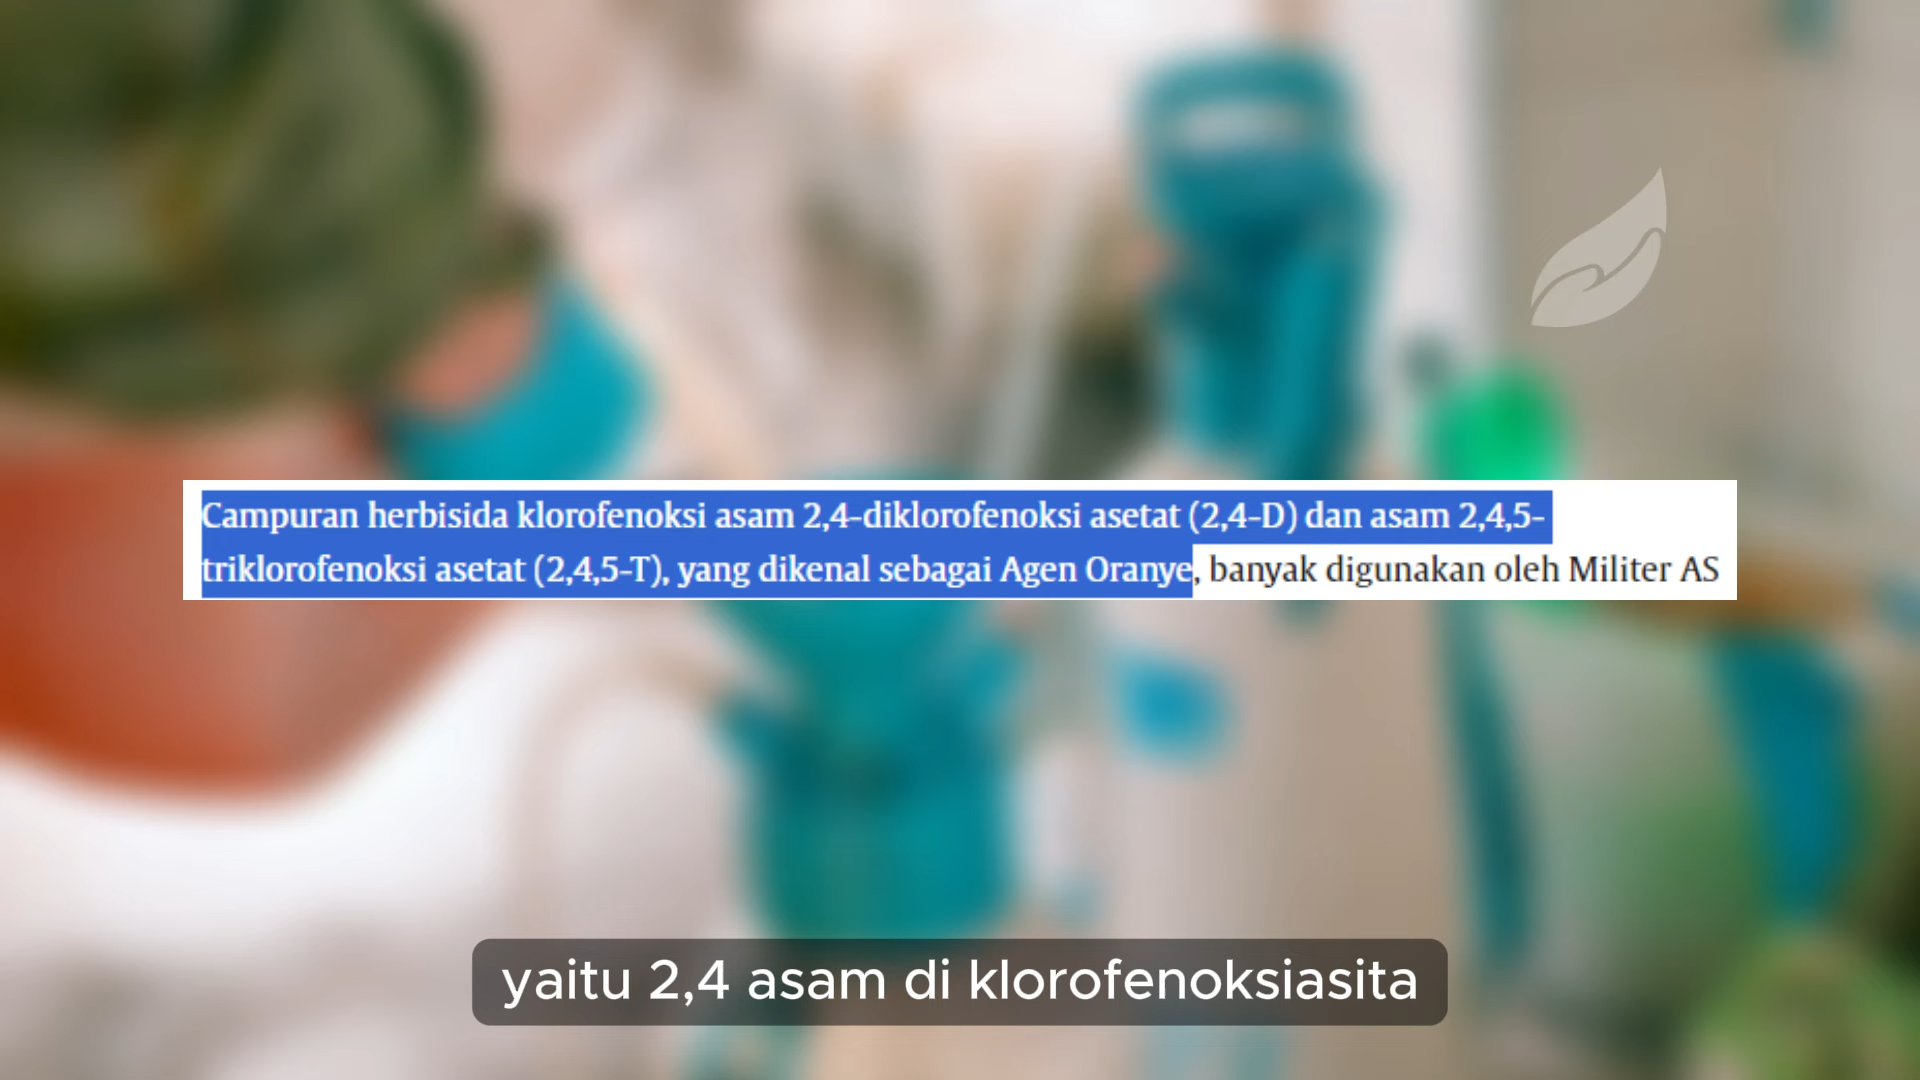 Campuran herbisida klorofenoksi asam 2,4-diklorofenoksi asetat (2,4-D) dan asam 2,4,5-
triklorofenoksi asetat (2,4,5-T), yang dikenal sebagai Agen Oranye, banyak digunakan oleh Militer AS
yaitu 2,4 asam di klorofenoksiasita